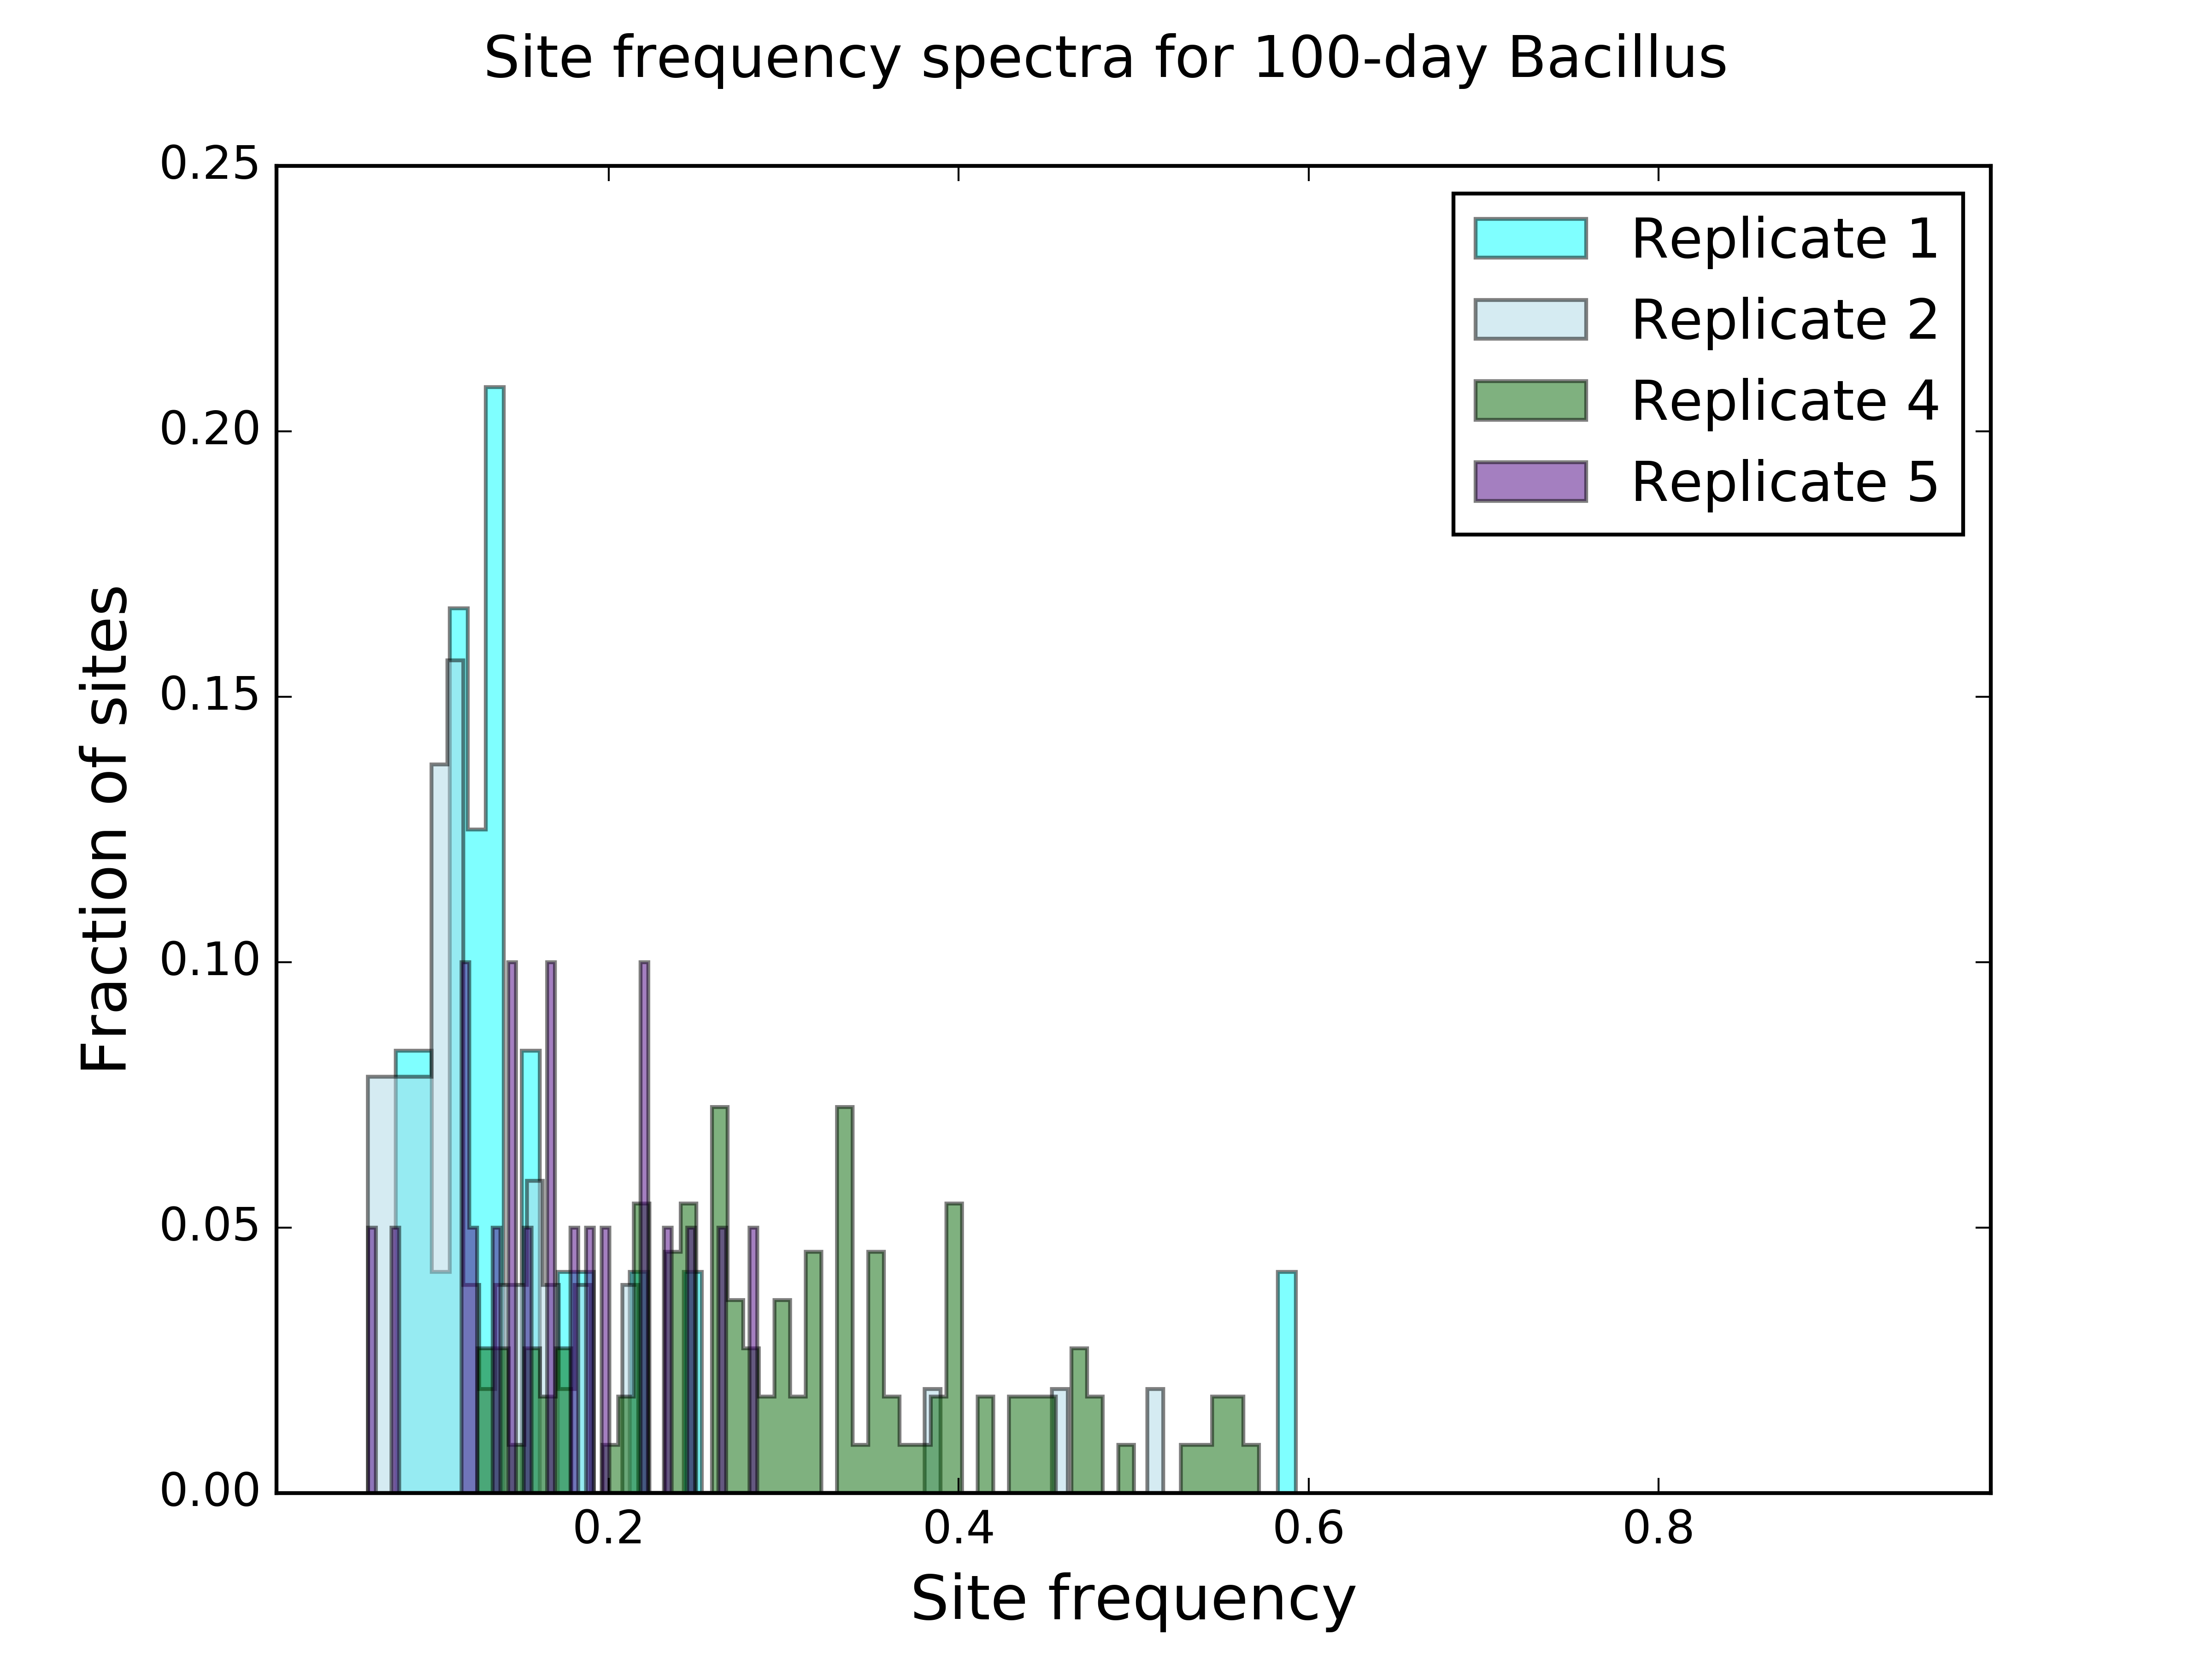 Site frequency spectra for 100-day Bacillus
0.25
0.20
0.15
0.10
0.05
0.00
Fraction of sites
Replicate 1
Replicate 2
Replicate 4
Replicate 5
0.2 0.4 0.6 0.8
Site frequency